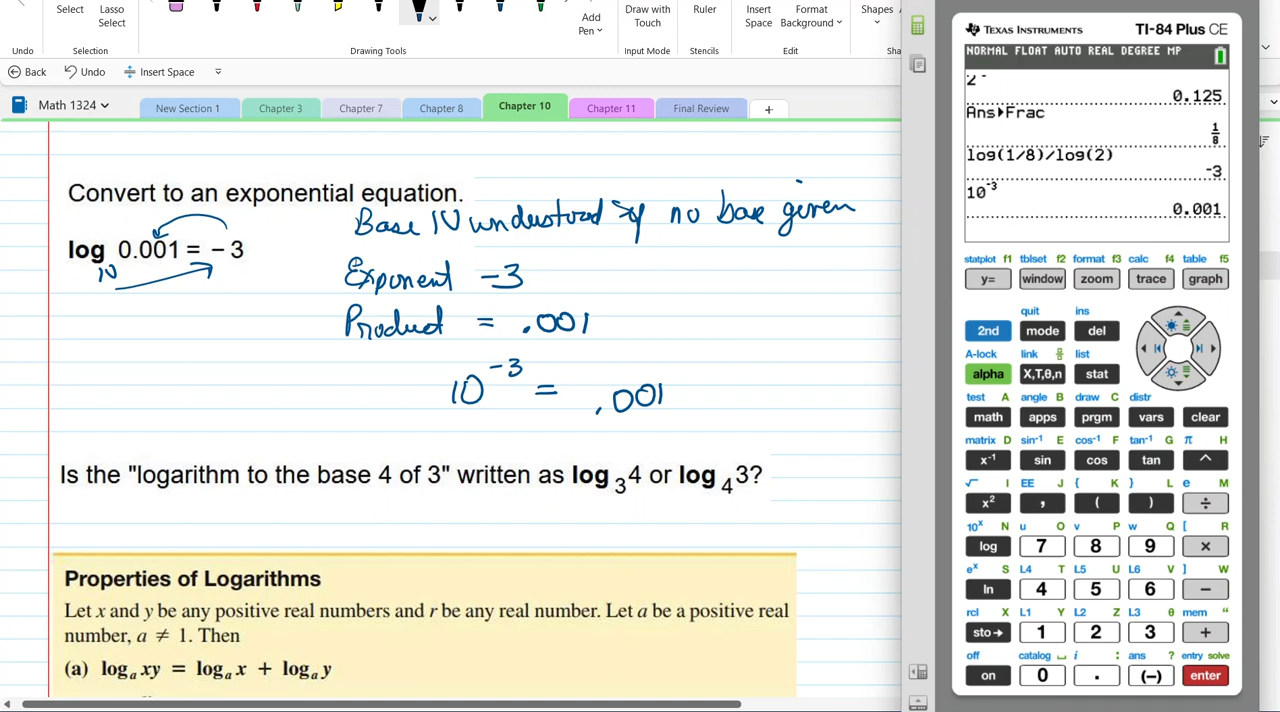 Select
Lasso Select
Add Pen
Draw with Touch
Ruler
Insert Space
Format Background
Shapes
Undo
Selection
Drawing Tools
Input Mode
Stencils
Edit
Back
Undo
Insert Space
Math 1324
New Section 1
Chapter 3
Chapter 7
Chapter 8
Chapter 10
Chapter 11
Final Review
+
Convert to an exponential equation.
Base 10 understood if no base given
log 0.001 = – 3
10
Exponent -3
Product = .001
10^-3 = .001
Is the "logarithm to the base 4 of 3" written as log₃4 or log₄3?
Properties of Logarithms
Let x and y be any positive real numbers and r be any real number. Let a be a positive real
number, a ≠ 1. Then
(a) logₐ xy = logₐ x + logₐ y
TEXAS INSTRUMENTS TI-84 Plus CE
NORMAL FLOAT AUTO REAL DEGREE MP
0.125
Ans▸Frac
1/8
log(1/8)/log(2)
-3
10^-3
0.001
statplot f1 tblset f2 format f3 calc f4 table f5
y= window zoom trace graph
quit ins
2nd mode del
A-lock link list
alpha X,T,θ,n stat
test A angle B draw C distr
math apps prgm vars clear
matrix D sin⁻¹ E cos⁻¹ F tan⁻¹ G π H
x⁻¹ sin cos tan ^
√ I EE J { K } L e M
x² , ( ) ÷
10ˣ N u O v P w Q [ R
log 7 8 9 ×
eˣ S L4 T L5 U L6 V ] W
ln 4 5 6 −
rcl X L1 Y L2 Z L3 θ mem "
sto→ 1 2 3 +
off catalog ⎵ i : ans ? entry solve
on 0 . (−) enter